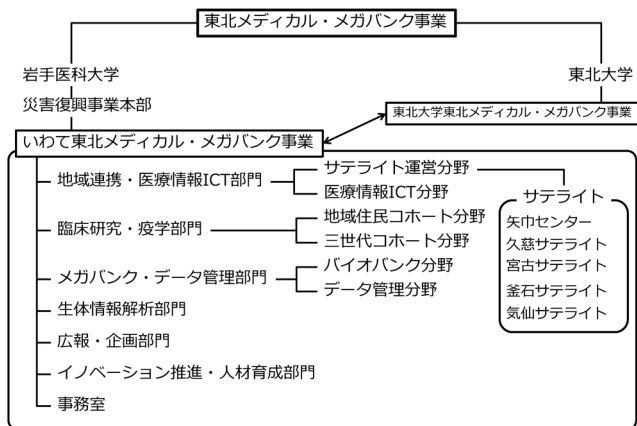 東北メディカル・メガバンク事業
岩手医科大学
東北大学
災害復興事業本部
東北大学東北メディカル・メガバンク事業
いわて東北メディカル・メガバンク事業
地域連携・医療情報ICT部門
サテライト運営分野
医療情報ICT分野
臨床研究・疫学部門
地域住民コホート分野
三世代コホート分野
メガバンク・データ管理部門
バイオバンク分野
データ管理分野
生体情報解析部門
広報・企画部門
イノベーション推進・人材育成部門
事務室
サテライト
矢巾センター
久慈サテライト
宮古サテライト
釜石サテライト
気仙サテライト